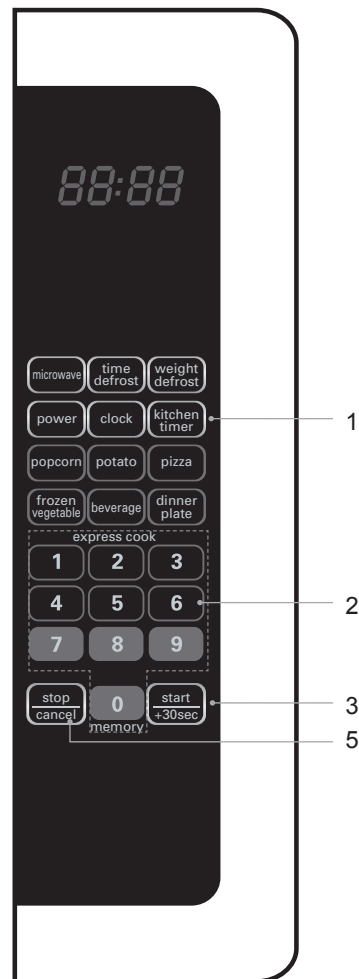 88:88
microwave
time
defrost
weight
defrost
power
clock
kitchen
timer
1
popcorn
potato
pizza
frozen
vegetable
beverage
dinner
plate
express cook
1 2 3
4 5 6
2
7 8 9
stop
cancel
0
memory
start
+30sec
3
5